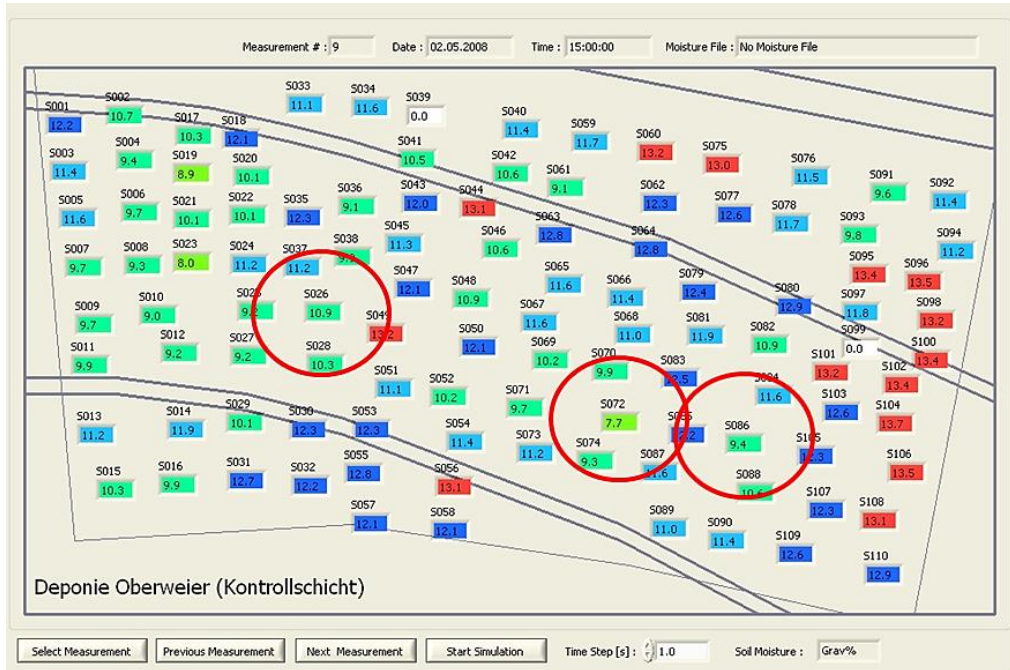 Measurement # : 9 Date : 02.05.2008 Time : 15:00:00 Moisture File : No Moisture File
S033 S034 S039
S001 S002 11.1 11.6 0.0 S040
12.2 10.7 S017 S018 11.4 S059 S060 S075
10.3 12.1 S041 11.7 13.2 13.0 S076
S003 S004 S019 S020 10.5 S042 S061 11.5 S091 S092
11.4 9.4 8.9 10.1 10.6 9.1 9.6 11.4
S005 S006 S021 S022 S035 S036 S043 S044 S062 S077 S078 S093
11.6 9.7 10.1 10.1 12.3 9.1 12.0 13.1 12.3 12.6 11.7 9.8
S007 S008 S023 S024 S037 S038 S045 S046 S063 S064 S094
9.7 9.3 8.0 11.2 11.2 11.3 10.6 12.8 12.8 11.2
S047 S048 S065 S066 S079 S080 S095 S096
12.1 10.9 11.6 11.4 12.4 12.9 13.4 13.5
S009 S010 S026 S049 S067 S068 S081 S082 S097 S098
9.7 9.0 10.9 13.2 11.6 11.0 11.9 10.9 11.8 13.2
S011 S012 S027 S028 S050 S069 S070 S083 S099 S100
9.9 9.2 9.2 10.3 12.1 10.2 9.9 12.5 0.0 13.4
S051 S052 S071 S072 S084 S101 S102
11.1 10.2 9.7 7.7 11.6 13.2 13.4
S013 S014 S029 S030 S053 S054 S073 S074 S085 S086 S103 S104
11.2 11.9 10.1 12.3 12.3 11.4 11.2 9.3 12.2 9.4 12.6 13.7
S015 S016 S031 S032 S055 S056 S087 S088 S105 S106
10.3 9.9 12.7 12.2 12.8 13.1 11.6 10.6 12.3 13.5
S057 S058 S089 S090 S107 S108
12.1 12.1 11.0 11.4 12.3 13.1
S109 S110
12.6 12.9
Deponie Oberweier (Kontrollschicht)
Select Measurement Previous Measurement Next Measurement Start Simulation Time Step [s] : 1.0 Soil Moisture : Grav%